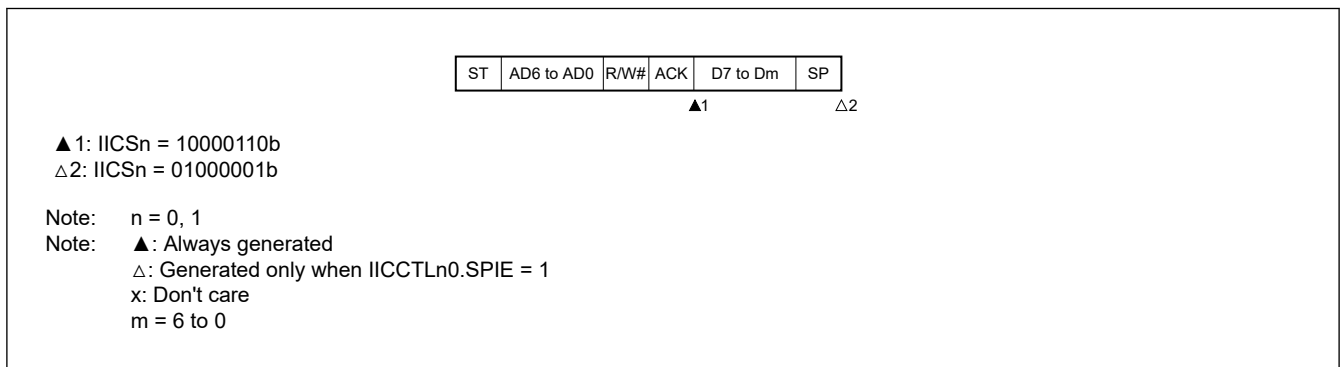 ST AD6 to AD0 R/W# ACK D7 to Dm SP
▲1 △2
▲1: IICSn = 10000110b
△2: IICSn = 01000001b
Note: n = 0, 1
Note: ▲: Always generated
△: Generated only when IICCTLn0.SPIE = 1
x: Don't care
m = 6 to 0